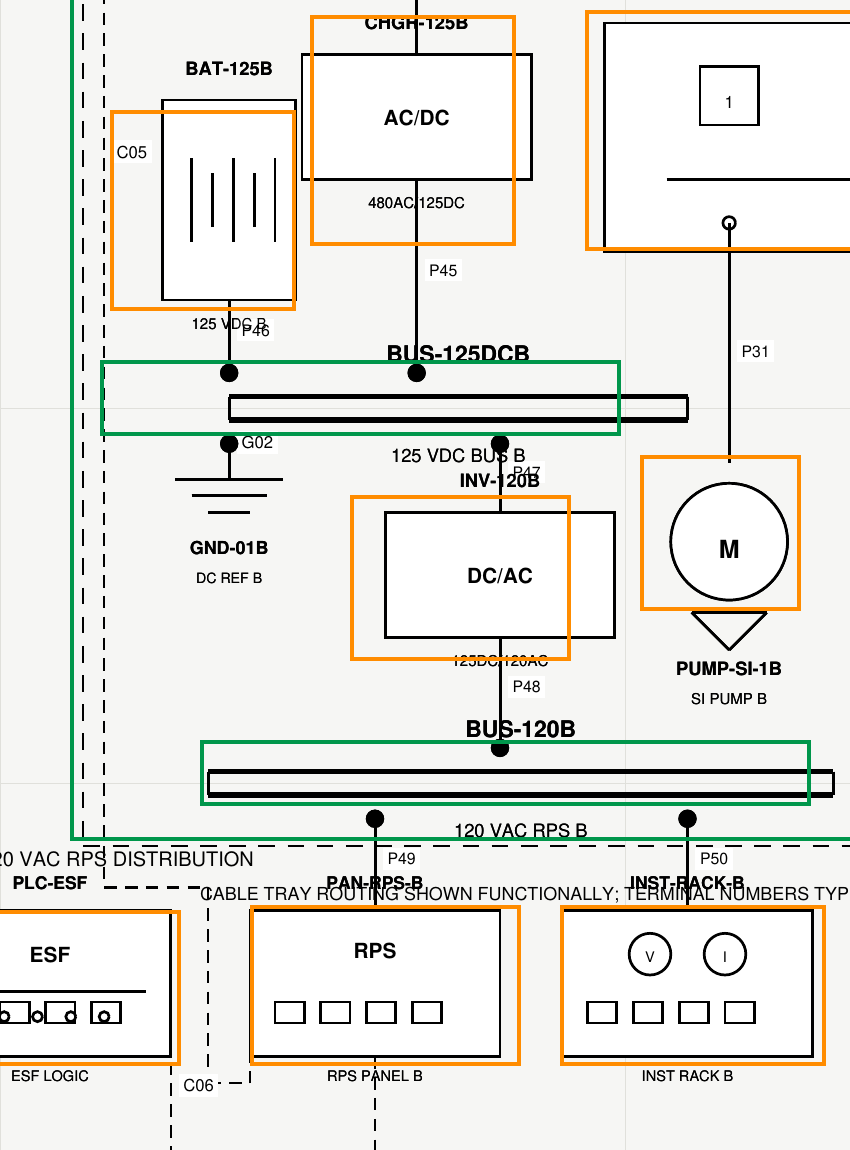 CHGR-125B
BAT-125B
1
AC/DC
C05
480AC/125DC
P45
125 VDC B
P46
P31
BUS-125DCB
G02
125 VDC BUS B
P47
INV-120B
M
GND-01B
DC REF B
DC/AC
125DC/120AC
PUMP-SI-1B
P48
SI PUMP B
BUS-120B
120 VAC RPS B
20 VAC RPS DISTRIBUTION
P49
P50
PLC-ESF
PAN-RPS-B
INST-RACK-B
CABLE TRAY ROUTING SHOWN FUNCTIONALLY; TERMINAL NUMBERS TYP
ESF
RPS
V
I
ESF LOGIC
C06
RPS PANEL B
INST RACK B